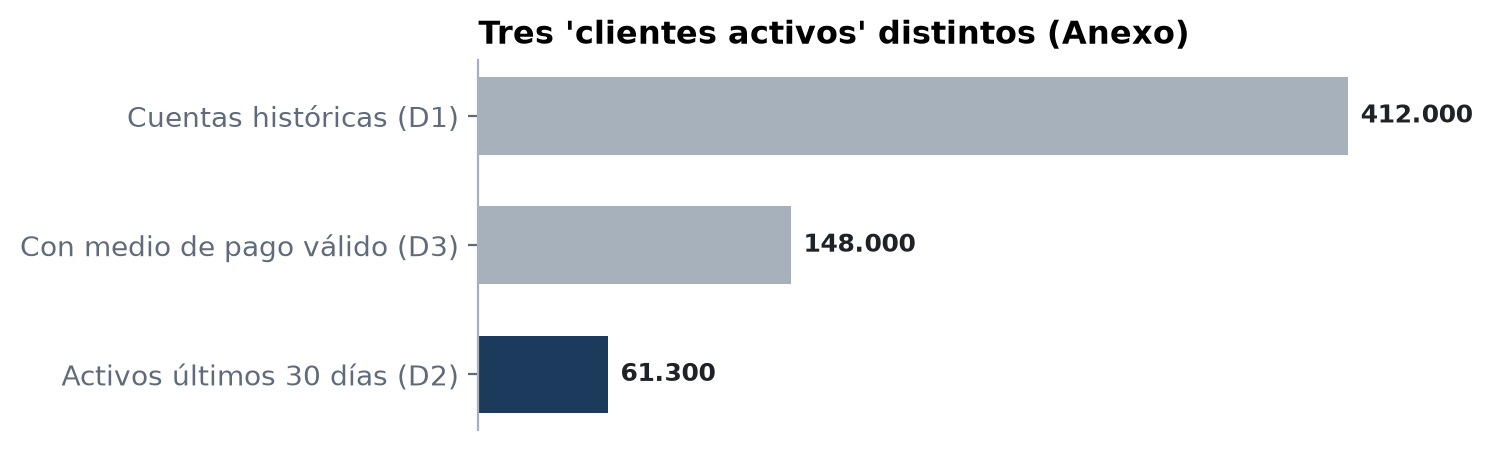 Tres 'clientes activos' distintos (Anexo)
Cuentas históricas (D1)
412.000
Con medio de pago válido (D3)
148.000
Activos últimos 30 días (D2)
61.300